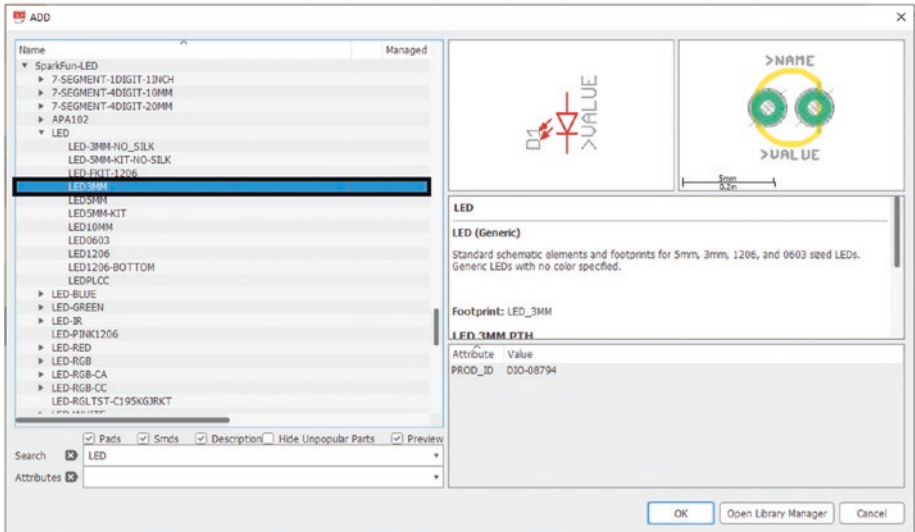 ADD
Name Managed
SparkFun-LED
7-SEGMENT-1DIGIT-1INCH
7-SEGMENT-4DIGIT-10MM
7-SEGMENT-4DIGIT-20MM
APA102
LED
LED-3MM-NO_SILK
LED-5MM-KIT-NO-SILK
LED-FKIT-1206
LED3MM
LED5MM
LED5MM-KIT
LED10MM
LED0603
LED1206
LED1206-BOTTOM
LEDPLCC
LED-BLUE
LED-GREEN
LED-IR
LED-PINK1206
LED-RED
LED-RGB
LED-RGB-CA
LED-RGB-CC
LED-RGLTST-C195KGJRKT
LED-WHITE
Pads Smds Description Hide Unpopular Parts Preview
Search LED
Attributes
D1
>VALUE
>NAME
>VALUE
5mm
0.2in
LED
LED (Generic)
Standard schematic elements and footprints for 5mm, 3mm, 1206, and 0603 sized LEDs.
Generic LEDs with no color specified.
Footprint: LED_3MM
LED 3MM PTH
Attribute Value
PROD_ID DIO-08794
OK Open Library Manager Cancel